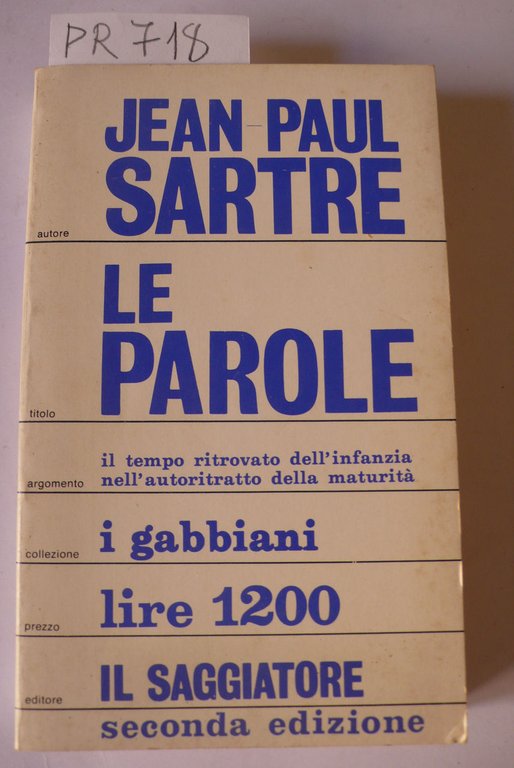 PR 718
JEAN-PAUL
SARTRE
autore
LE
PAROLE
titolo
il tempo ritrovato dell'infanzia
nell'autoritratto della maturità
argomento
i gabbiani
collezione
lire 1200
prezzo
IL SAGGIATORE
editore
seconda edizione